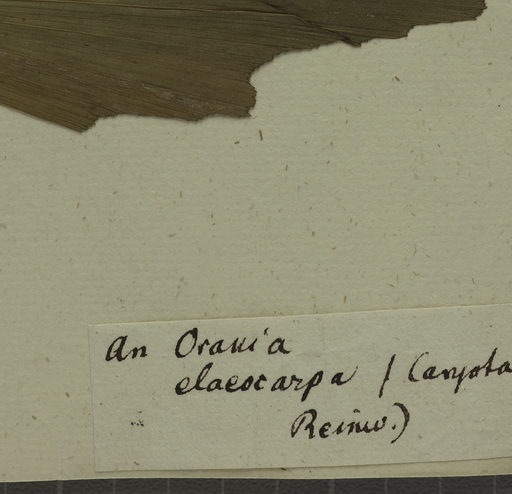 An Orania
elaeocarpa / Caryota
Reinw.)